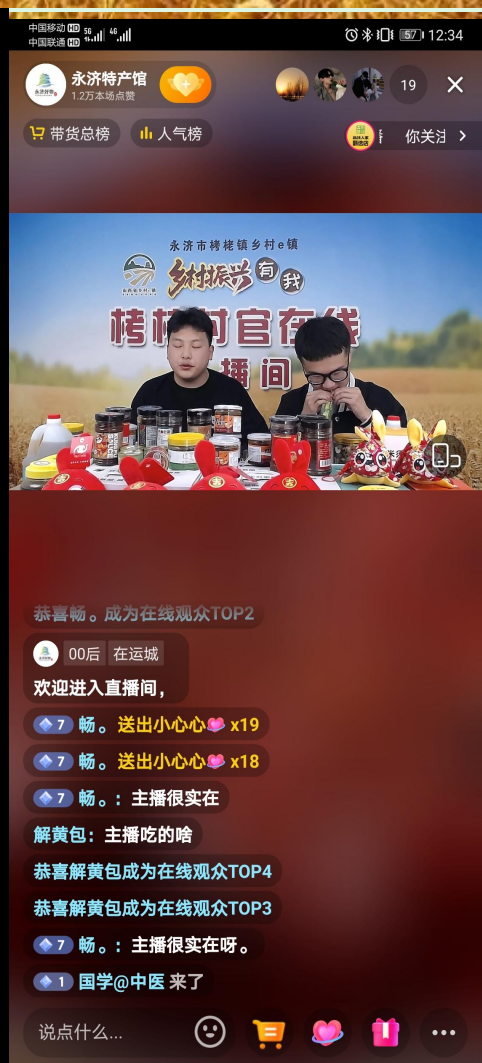 中国移动 HD 5G 4G
中国联通 HD
57 12:34
永济特产馆
1.2万本场点赞
19
带货总榜
人气榜
你关注
永济市栲栳镇乡村e镇
乡村振兴有我
栲栳村官在线
播间
恭喜畅。成为在线观众TOP2
00后 在运城
欢迎进入直播间,
7 畅。送出小心心 x19
7 畅。送出小心心 x18
7 畅。: 主播很实在
解黄包: 主播吃的啥
恭喜解黄包成为在线观众TOP4
恭喜解黄包成为在线观众TOP3
7 畅。: 主播很实在呀。
1 国学@中医 来了
说点什么...